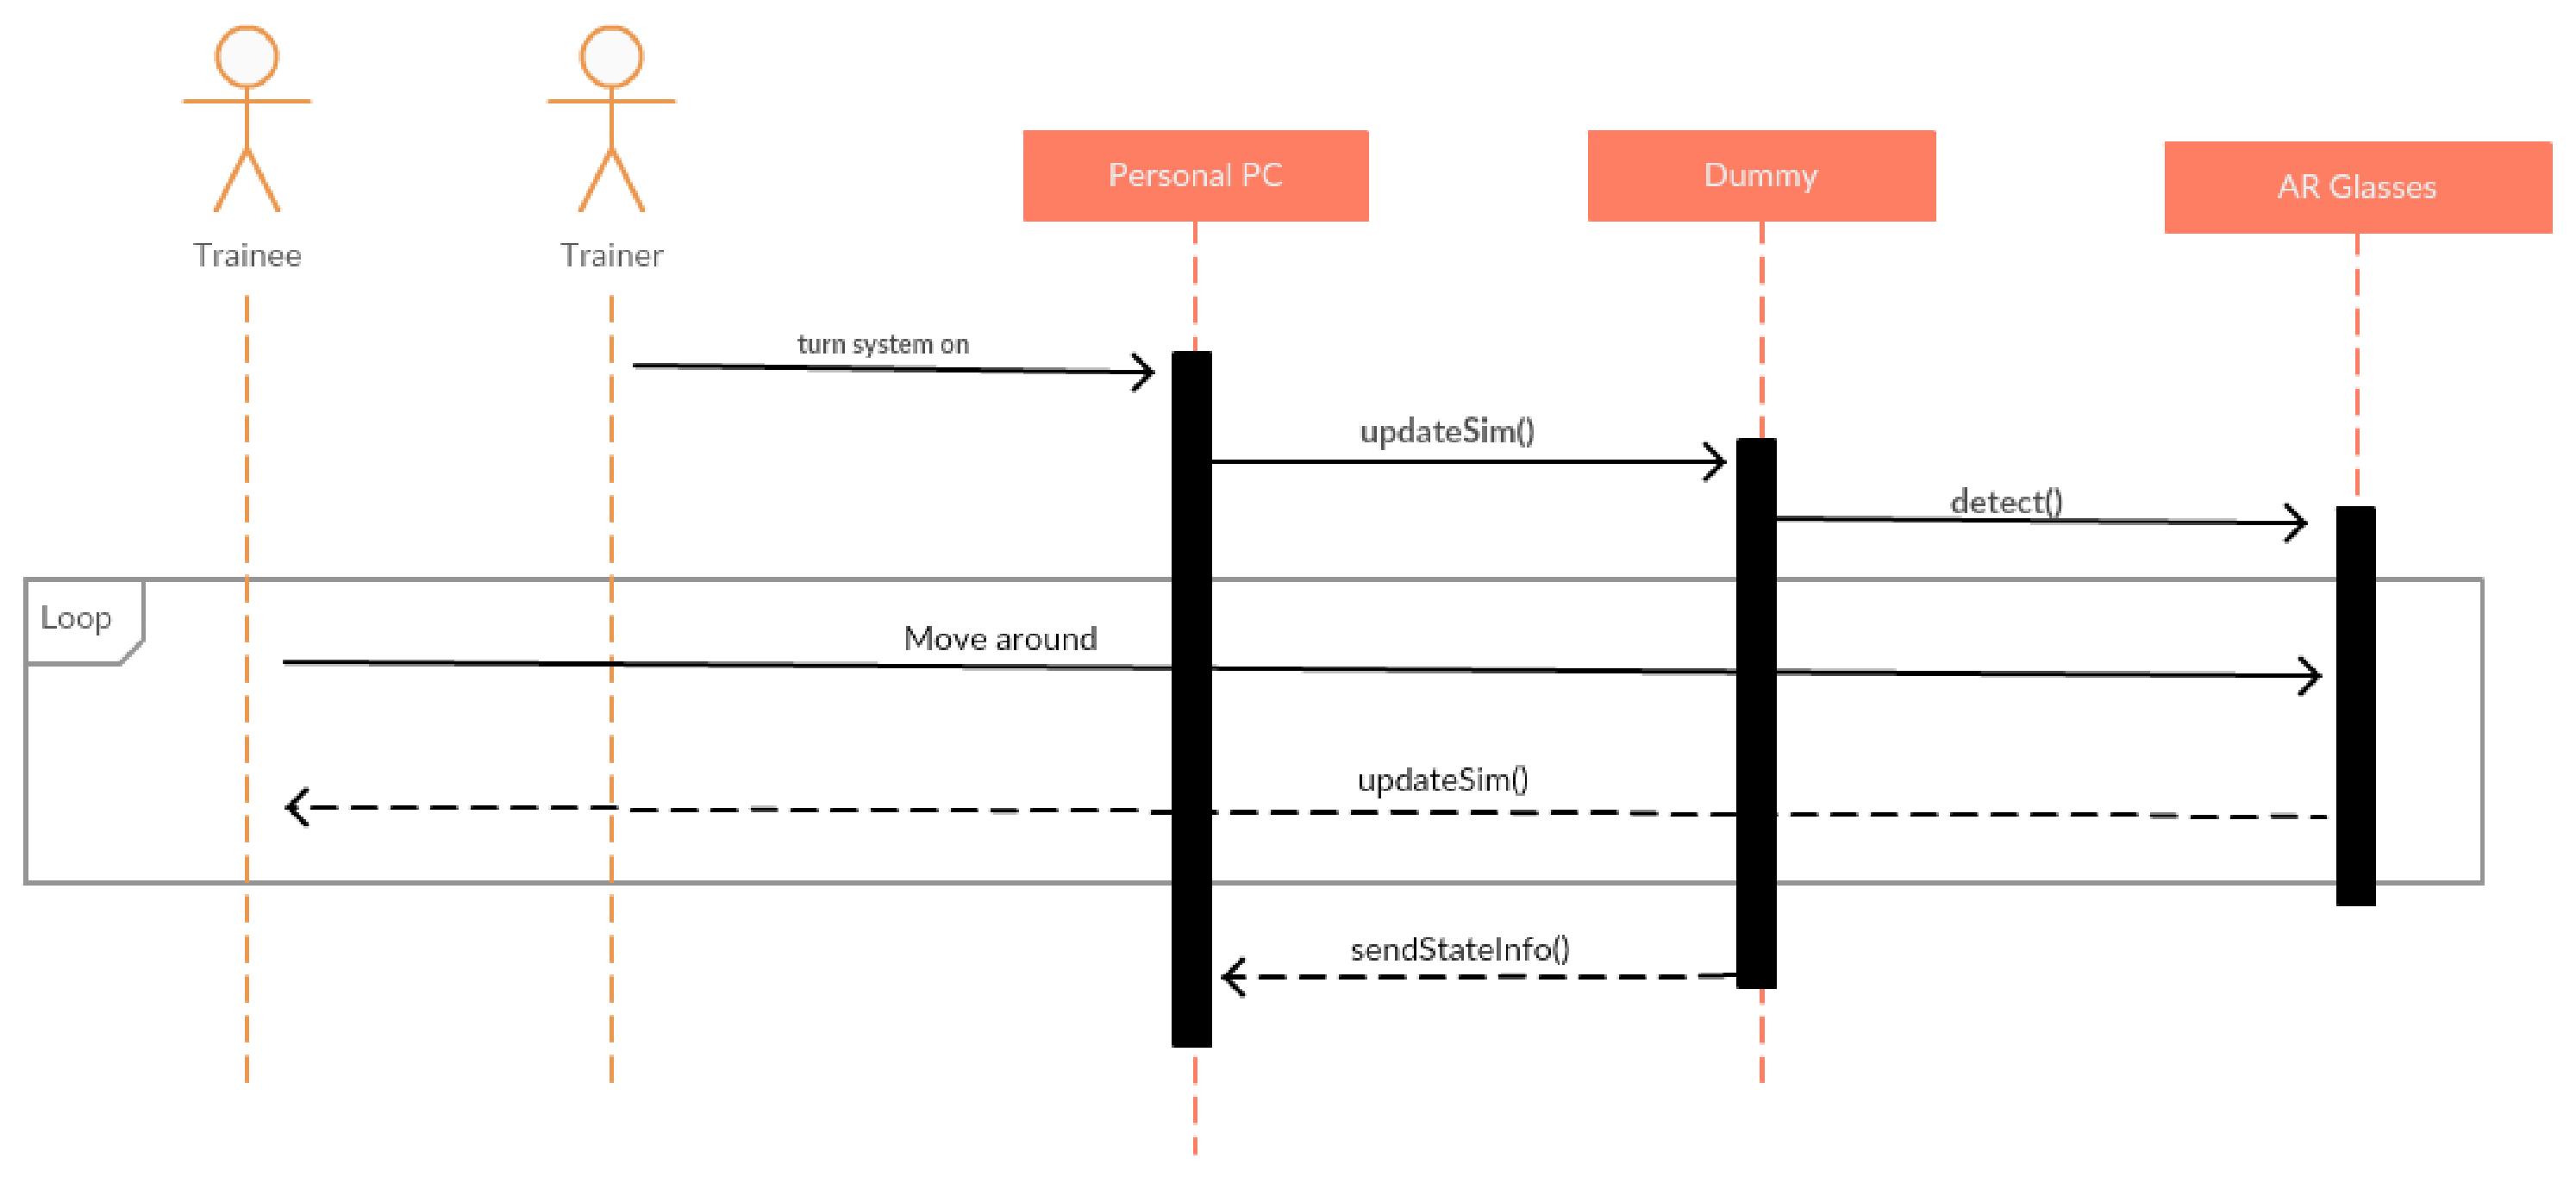 Trainee
Trainer
Personal PC
Dummy
AR Glasses
turn system on
updateSim()
detect()
Loop
Move around
updateSim()
sendStateInfo()